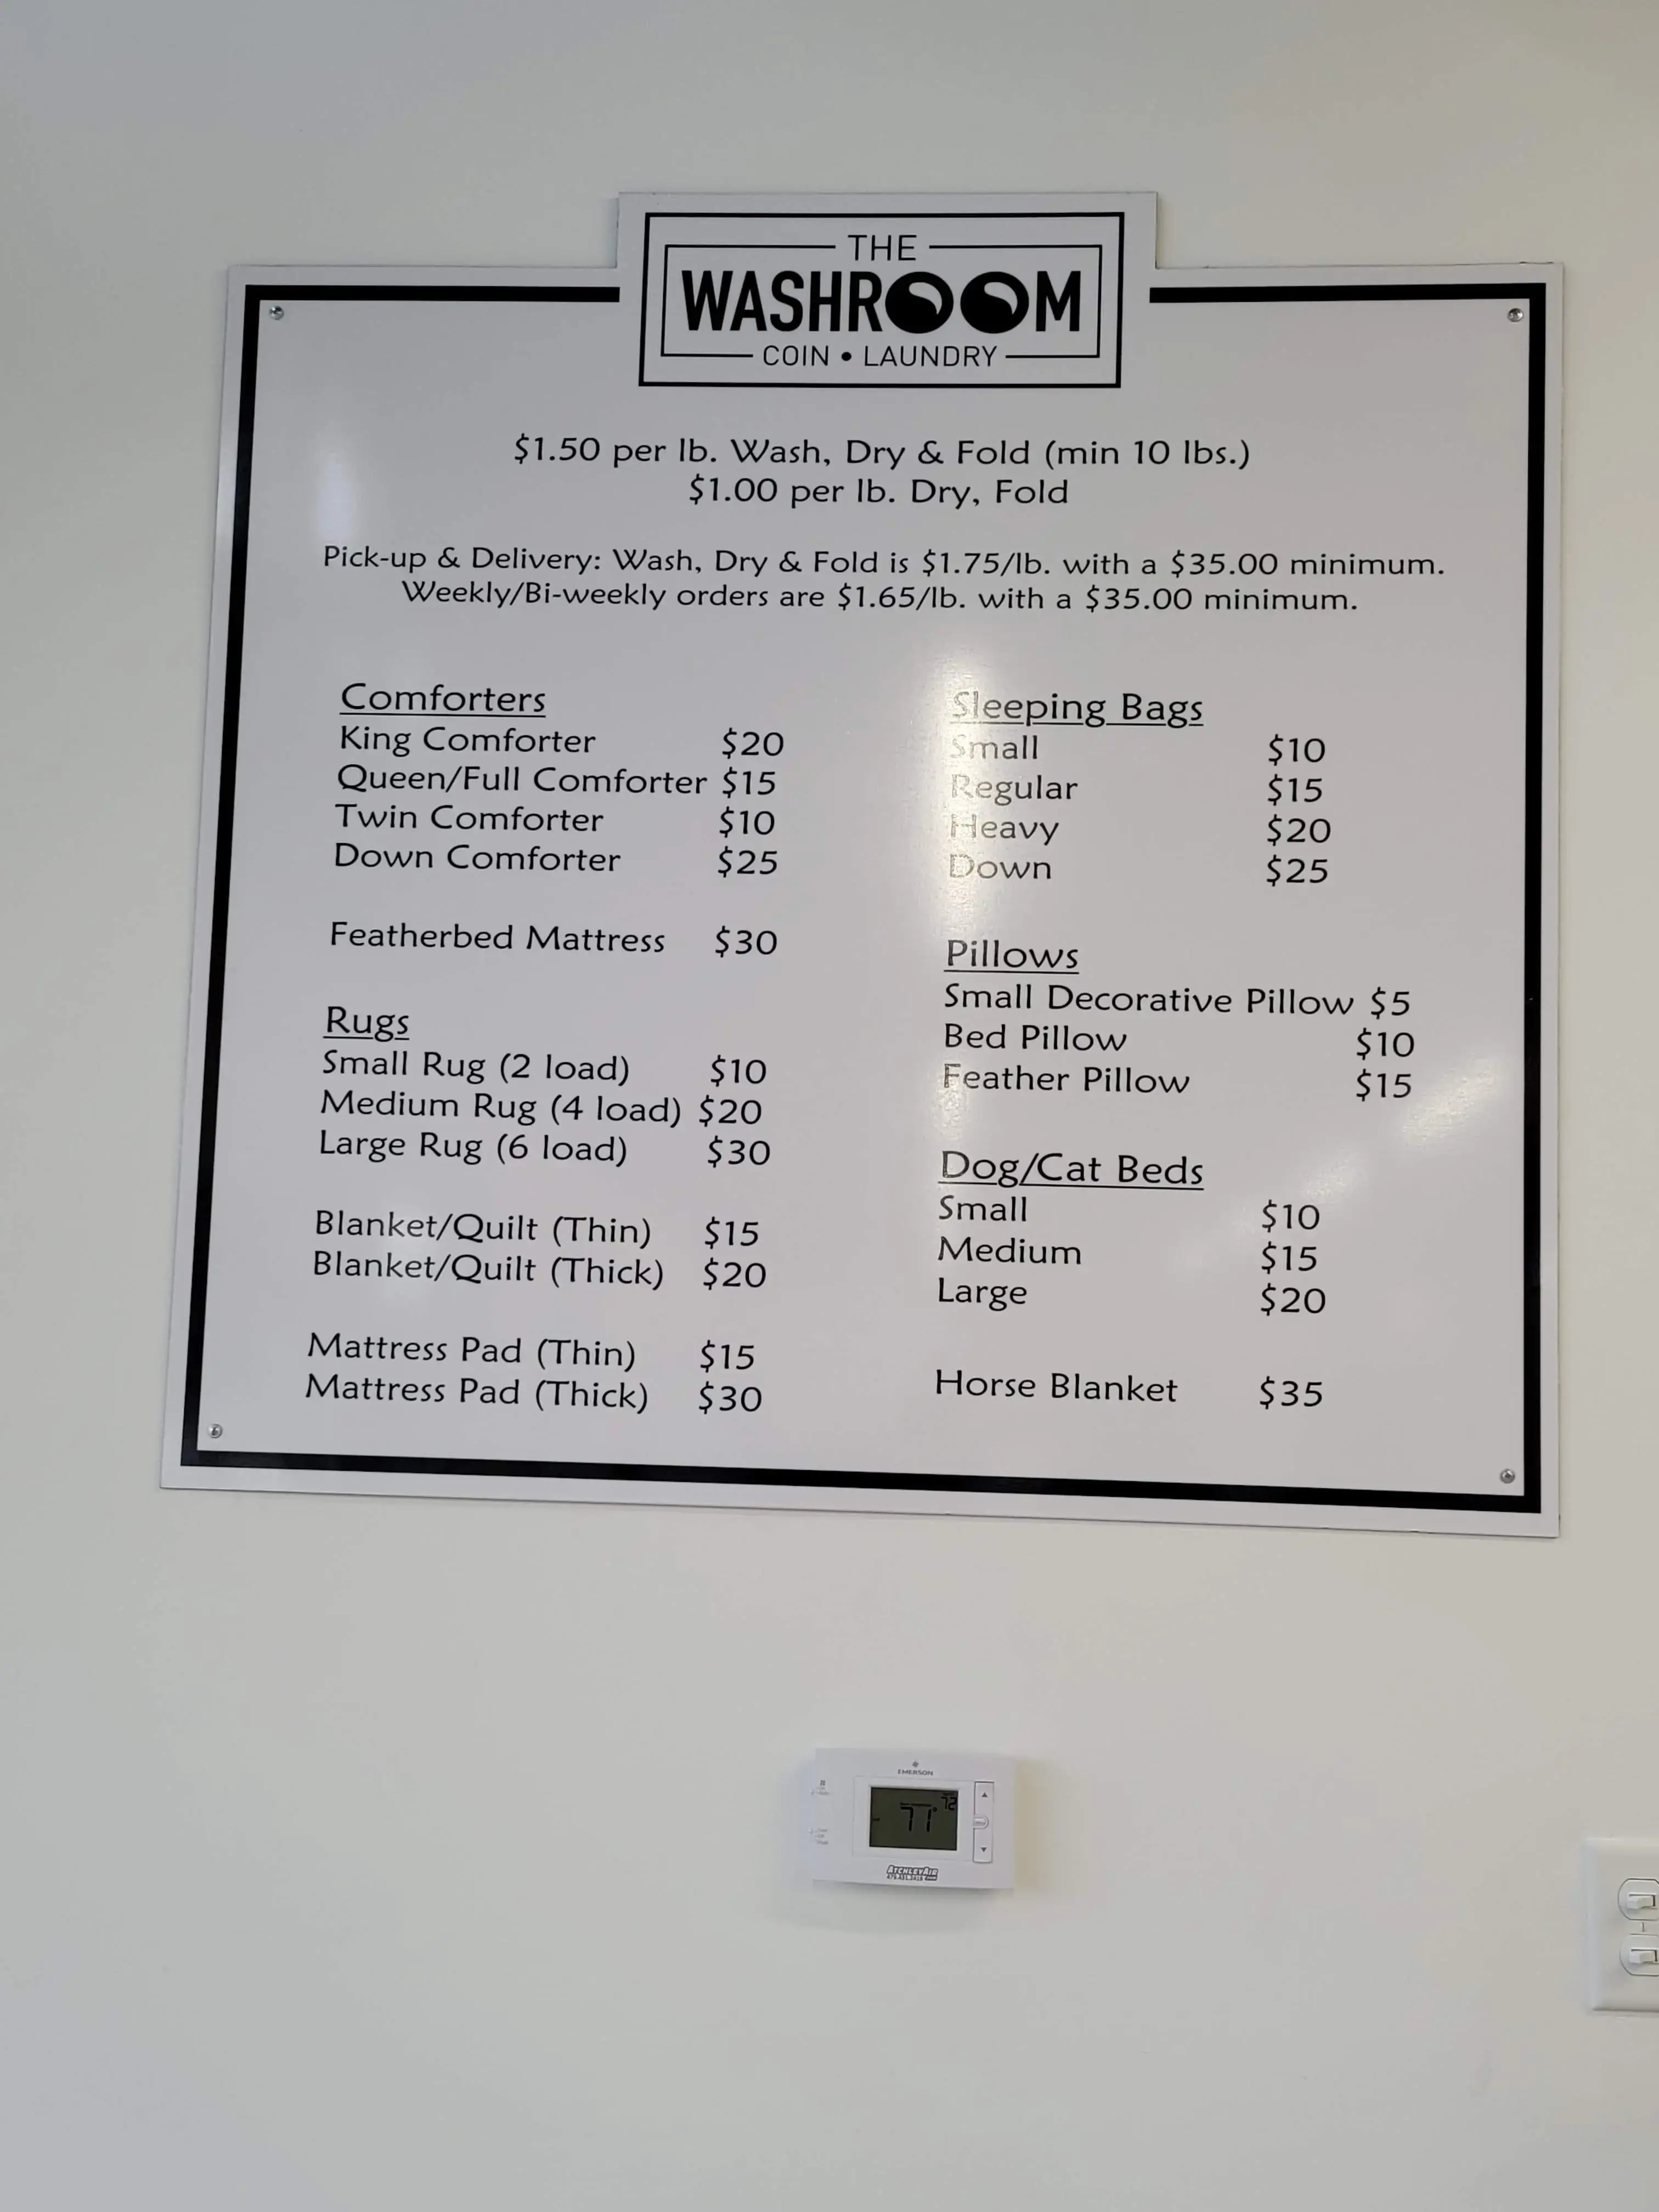 THE
WASHROOM
COIN • LAUNDRY
$1.50 per lb. Wash, Dry & Fold (min 10 lbs.)
$1.00 per lb. Dry, Fold
Pick-up & Delivery: Wash, Dry & Fold is $1.75/lb. with a $35.00 minimum.
Weekly/Bi-weekly orders are $1.65/lb. with a $35.00 minimum.
Comforters
King Comforter $20
Queen/Full Comforter $15
Twin Comforter $10
Down Comforter $25
Featherbed Mattress $30
Rugs
Small Rug (2 load) $10
Medium Rug (4 load) $20
Large Rug (6 load) $30
Blanket/Quilt (Thin) $15
Blanket/Quilt (Thick) $20
Mattress Pad (Thin) $15
Mattress Pad (Thick) $30
Sleeping Bags
Small $10
Regular $15
Heavy $20
Down $25
Pillows
Small Decorative Pillow $5
Bed Pillow $10
Feather Pillow $15
Dog/Cat Beds
Small $10
Medium $15
Large $20
Horse Blanket $35
EMERSON
72
71°